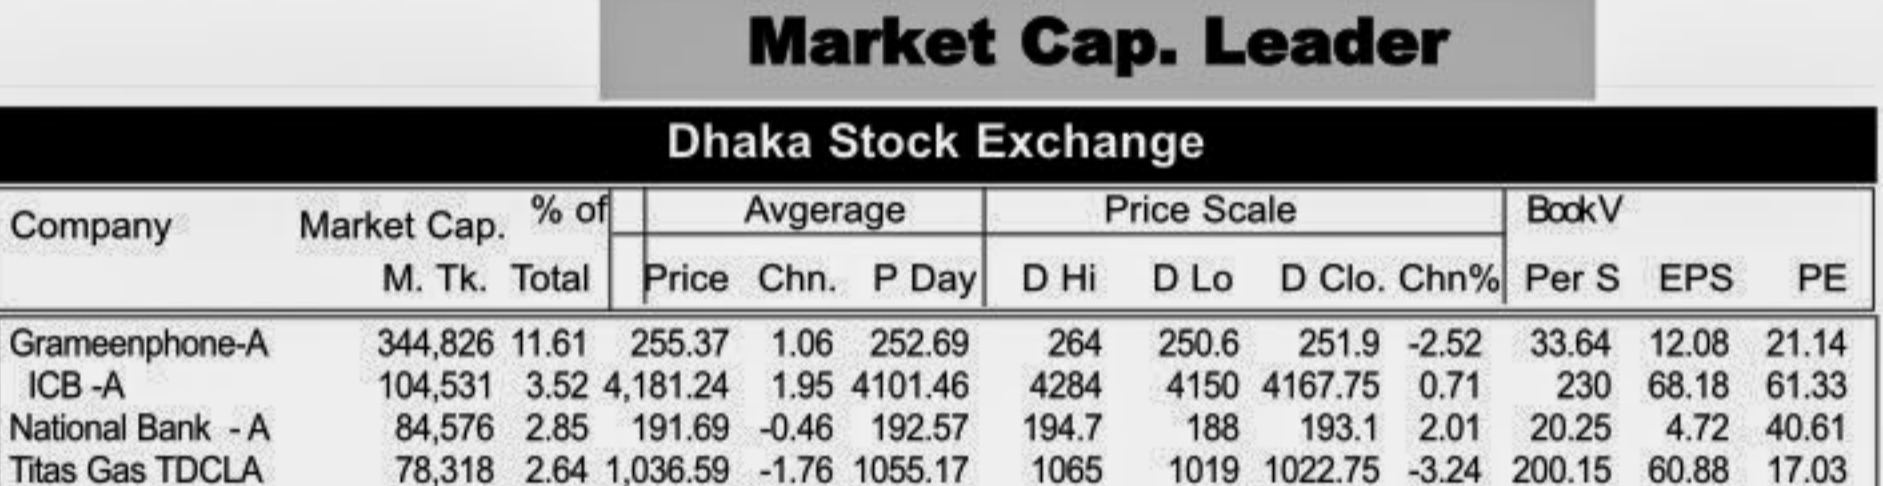 Market Cap. Leader
Dhaka Stock Exchange
Company Market Cap. % of Avgerage Price Scale BookV
M. Tk. Total Price Chn. P Day D Hi D Lo D Clo. Chn% Per S EPS PE
Grameenphone-A 344,826 11.61 255.37 1.06 252.69 264 250.6 251.9 -2.52 33.64 12.08 21.14
ICB -A 104,531 3.52 4,181.24 1.95 4101.46 4284 4150 4167.75 0.71 230 68.18 61.33
National Bank - A 84,576 2.85 191.69 -0.46 192.57 194.7 188 193.1 2.01 20.25 4.72 40.61
Titas Gas TDCLA 78,318 2.64 1,036.59 -1.76 1055.17 1065 1019 1022.75 -3.24 200.15 60.88 17.03